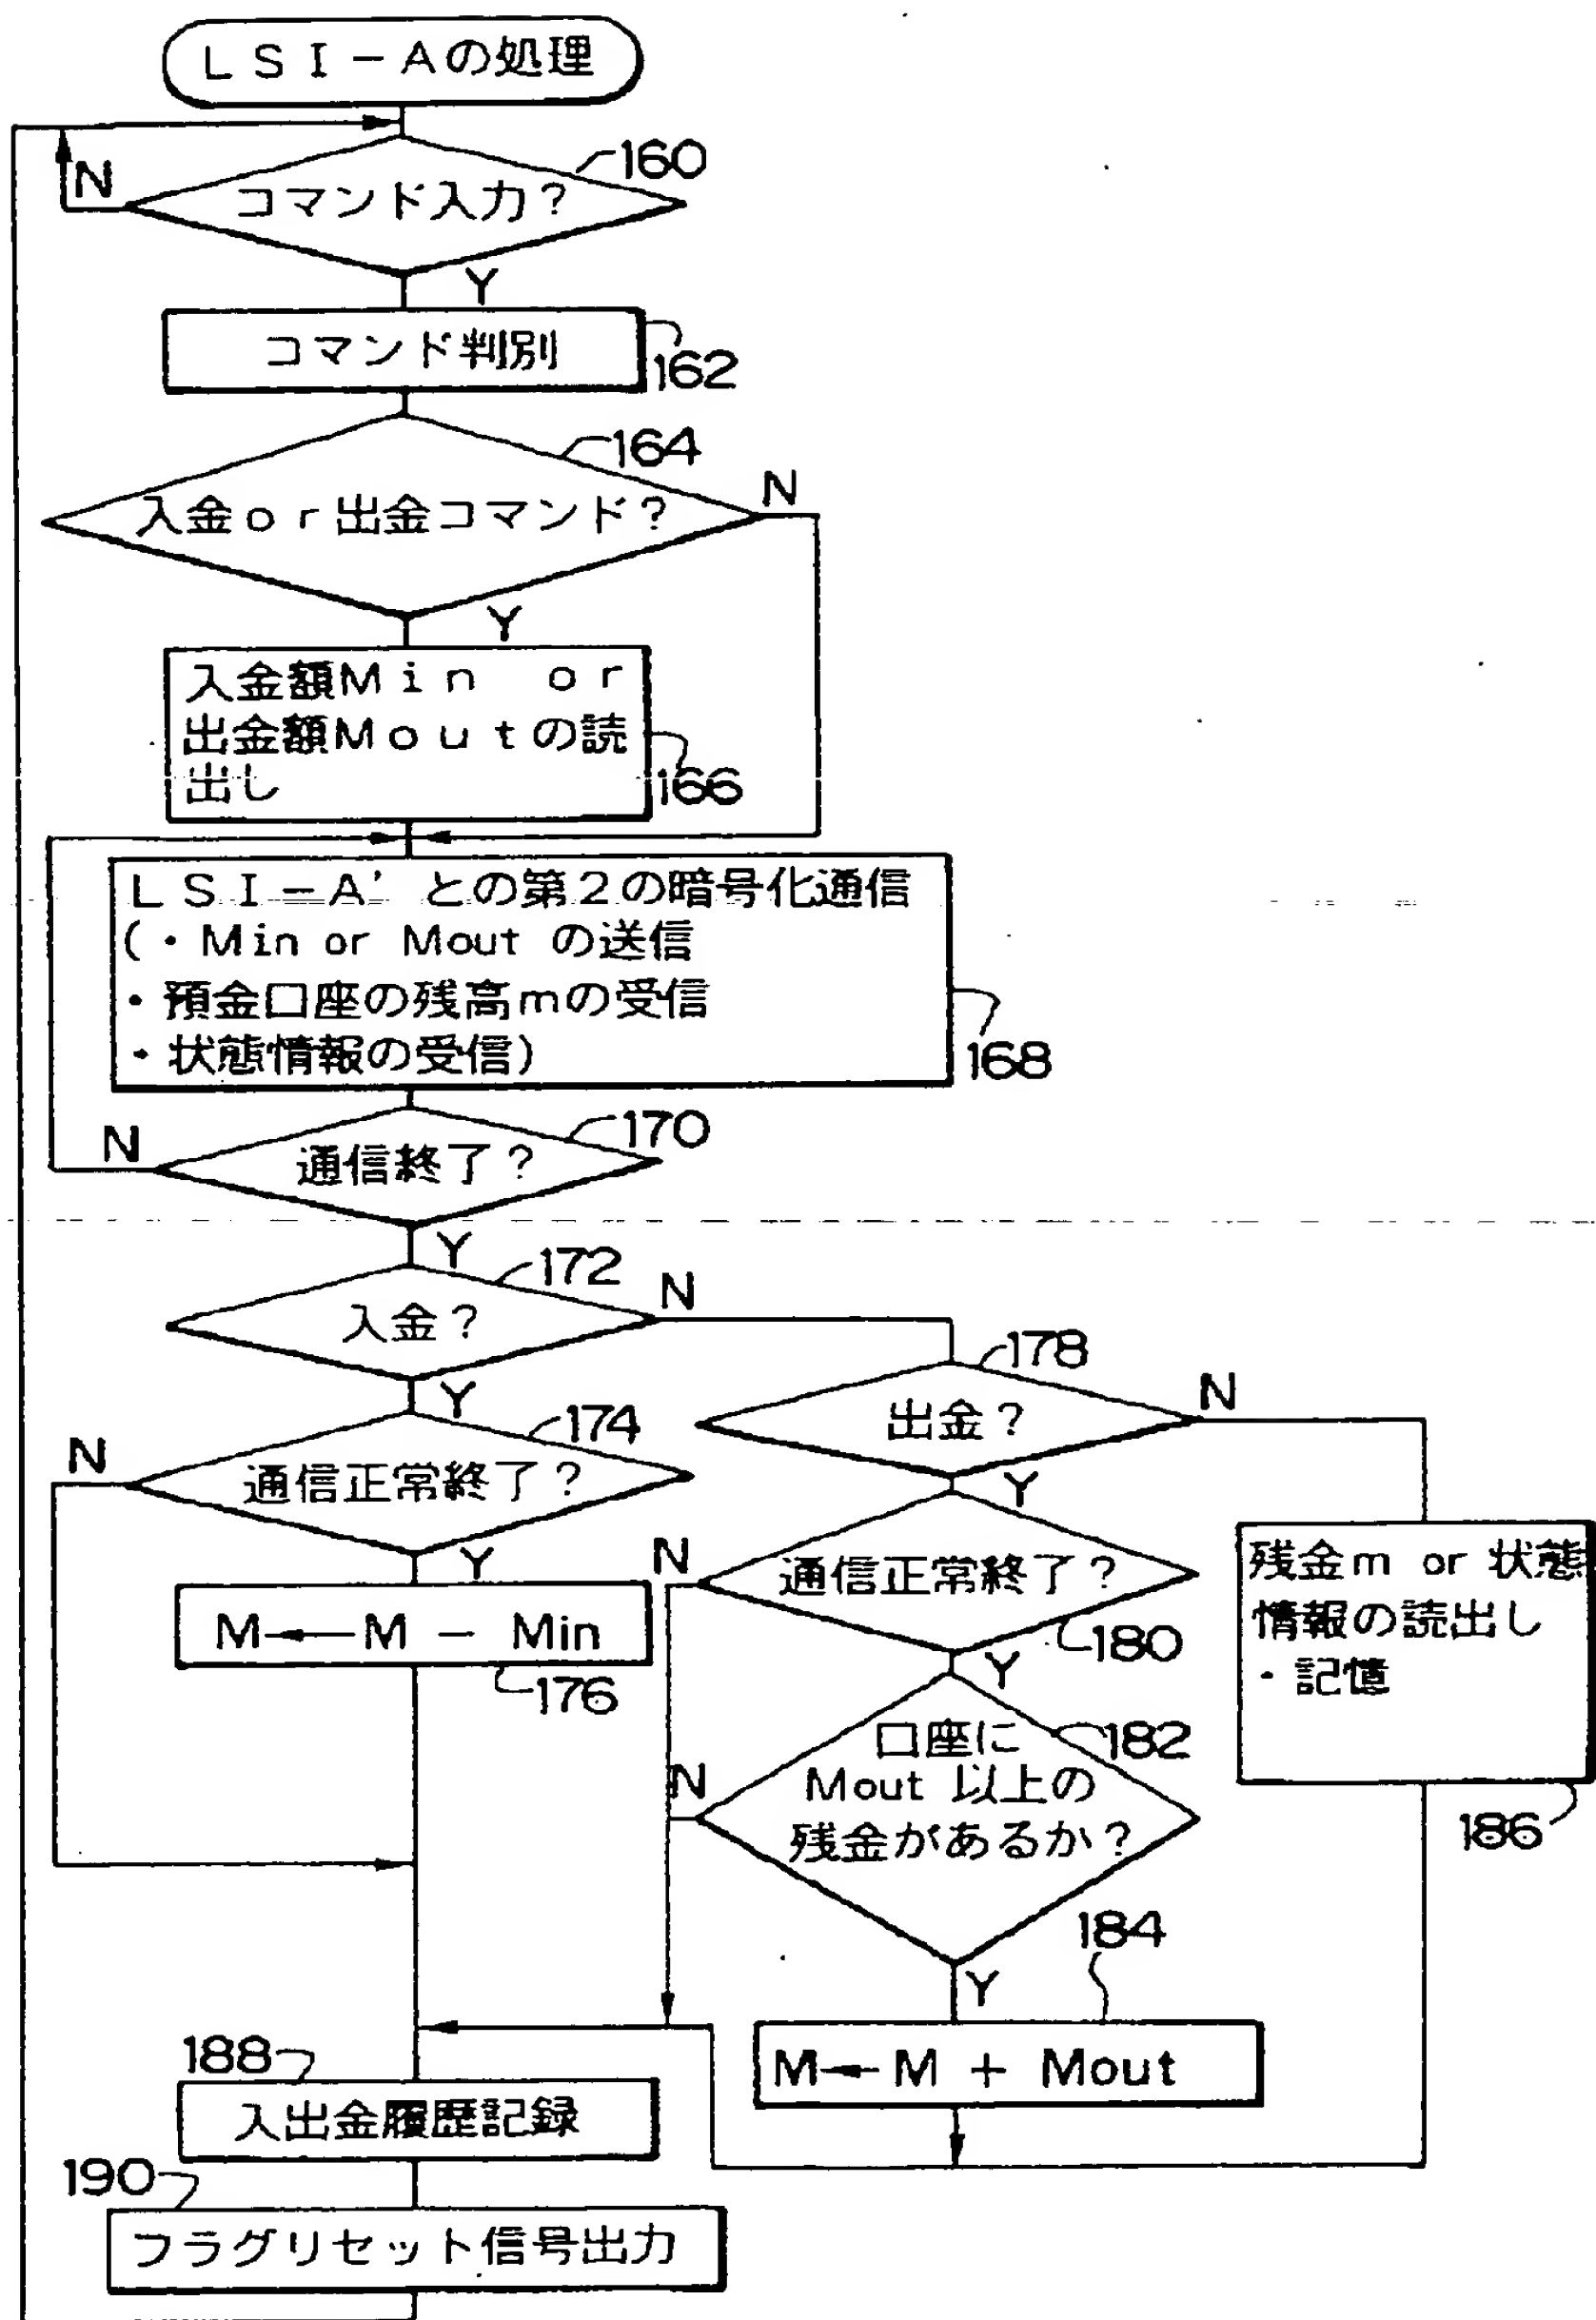 LSI-Aの処理
N
160
コマンド入力?
Y
コマンド判別
162
164
N
入金or出金コマンド?
Y
入金額Min or
出金額Moutの読
出し
166
LSI-A'との第2の暗号化通信
(・Min or Mout の送信
・預金口座の残高mの受信
・状態情報の受信)
168
N
170
通信終了?
Y
172
N
入金?
178
Y
N
174
出金?
N
通信正常終了?
Y
Y
N
通信正常終了?
残金m or 状態
情報の読出し
・記憶
M←M - Min
180
176
Y
182
口座に
N
Mout 以上の
残金があるか?
186
184
Y
188
M←M + Mout
入出金履歴記録
190
フラグリセット信号出力